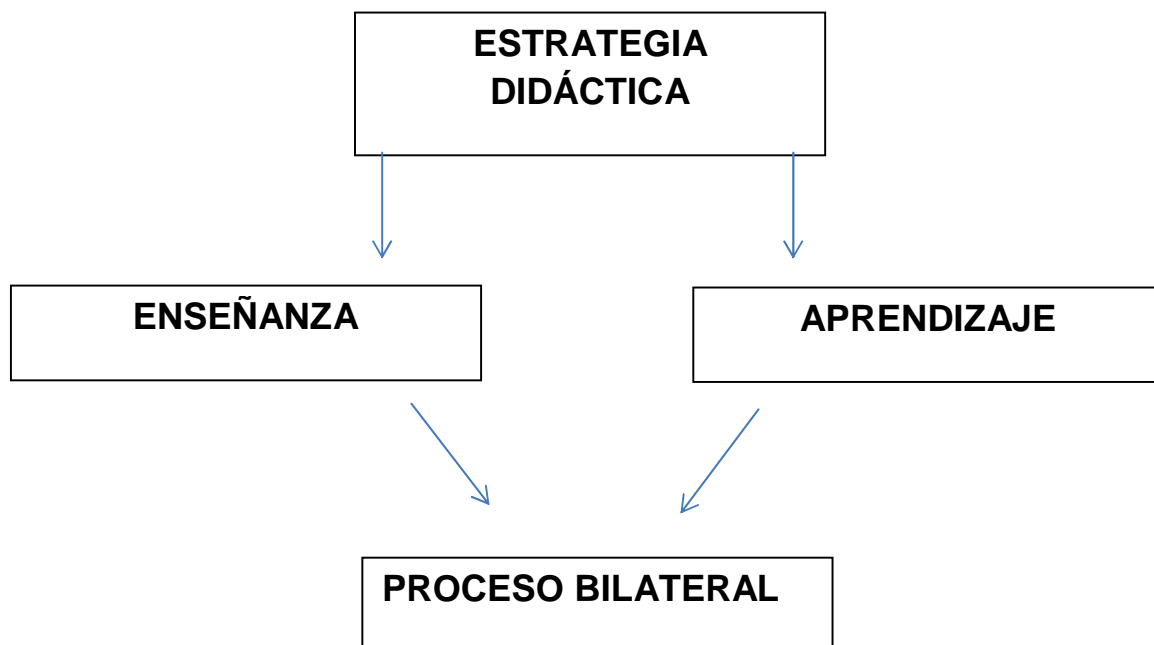 ESTRATEGIA
DIDÁCTICA
ENSEÑANZA
APRENDIZAJE
PROCESO BILATERAL